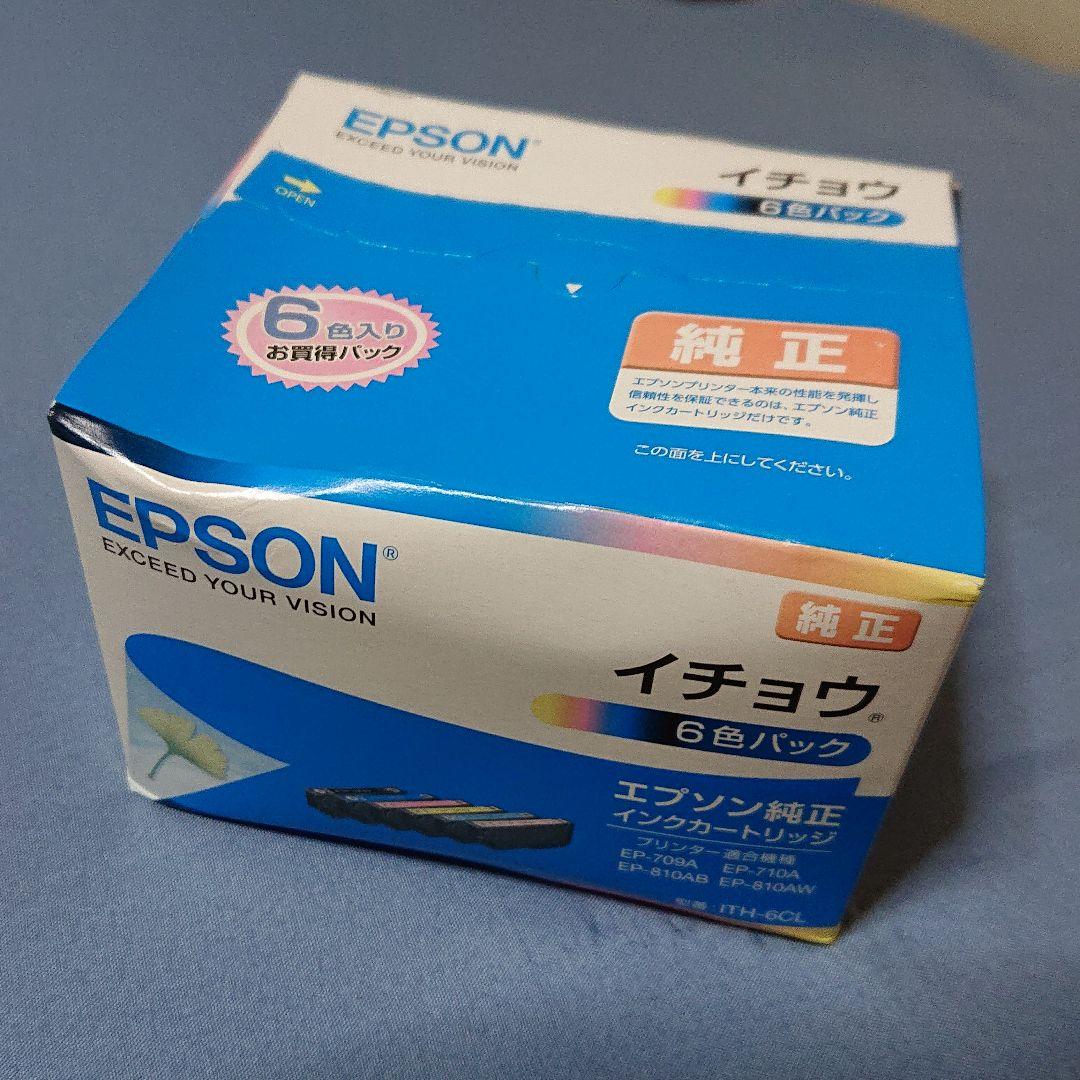 EPSON®
EXCEED YOUR VISION
イチョウ
6色パック
OPEN
6色入り
お買得パック
純正
エプソンプリンター本来の性能を発揮し
信頼性を保証できるのは、エプソン純正
インクカートリッジだけです。
この面を上にしてください。
EPSON®
EXCEED YOUR VISION
純正
イチョウ®
6色パック
エプソン純正
インクカートリッジ
プリンター適合機種
EP-709A EP-710A
EP-810AB EP-810AW
型番:ITH-6CL